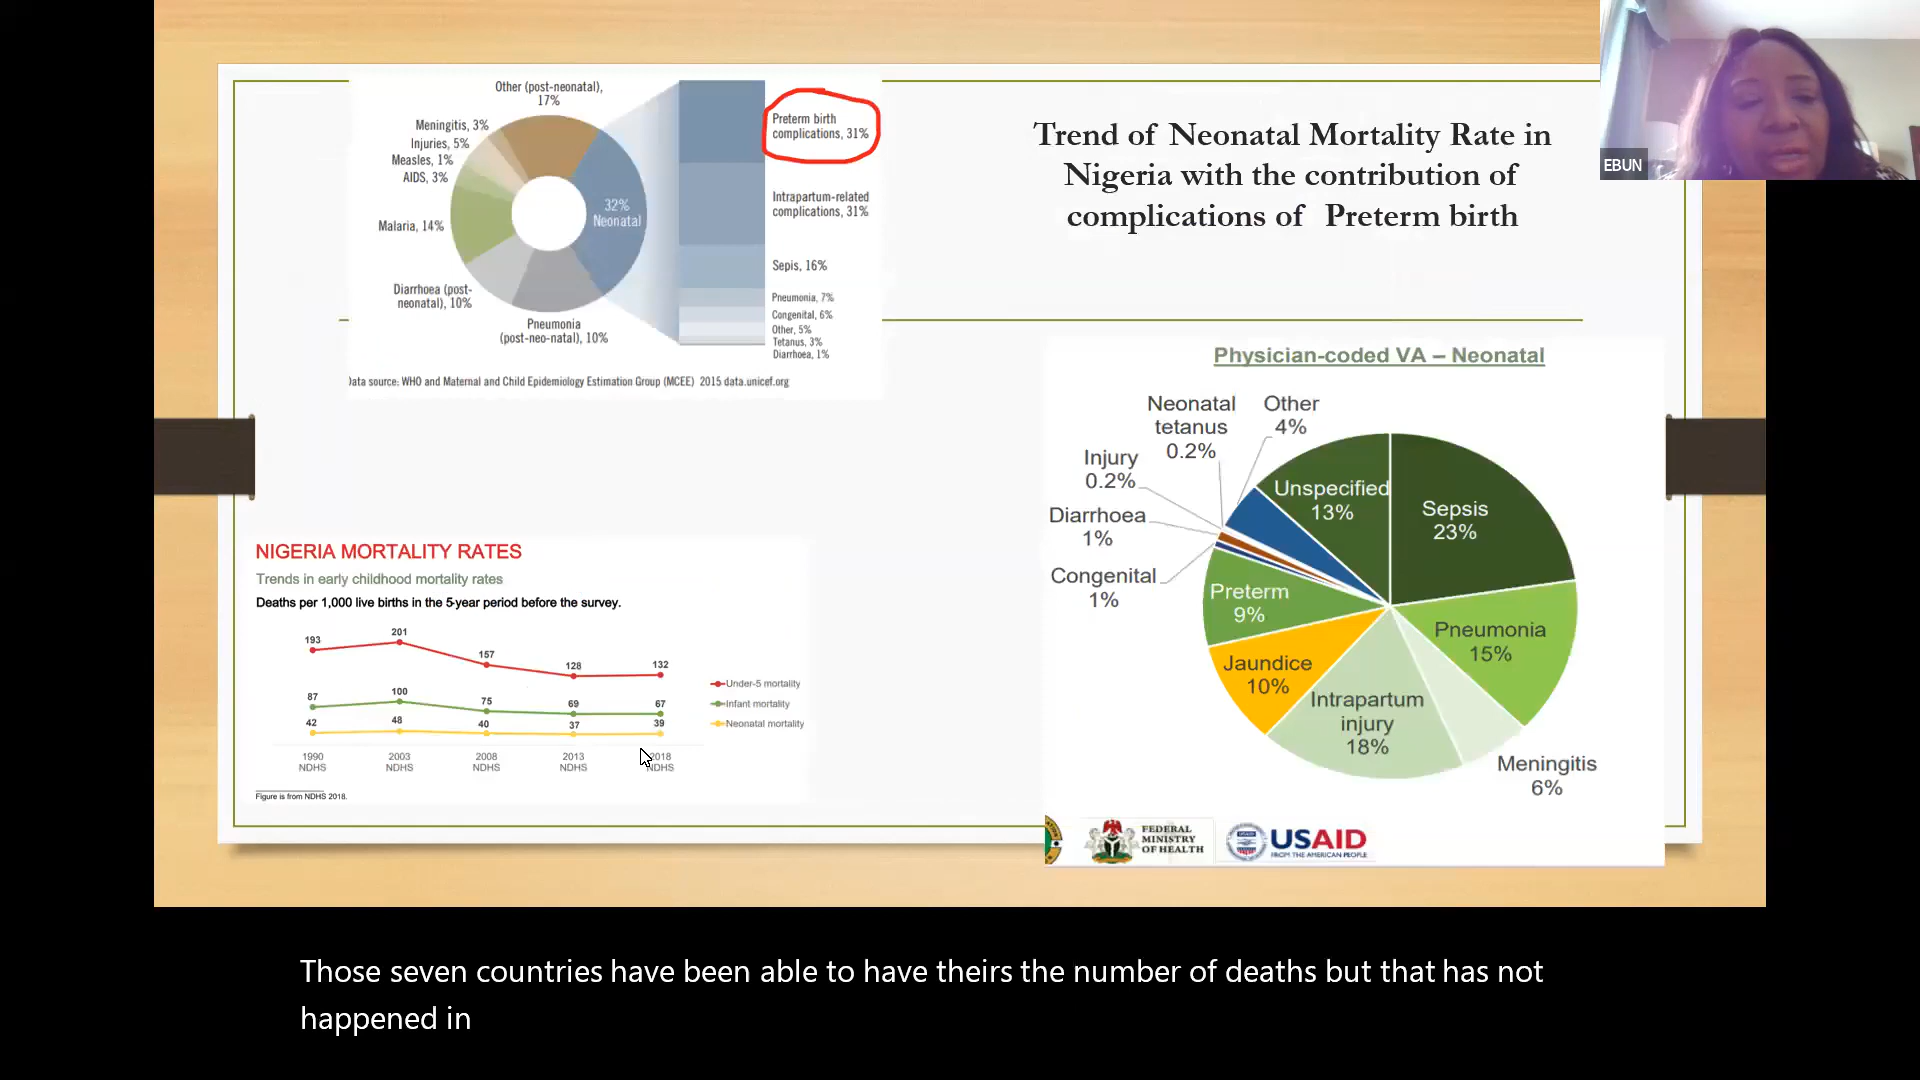 Other (post-neonatal),
17%
Meningitis, 3%
Injuries, 5%
Measles, 1%
AIDS, 3%
Malaria, 14%
Diarrhoea (post-
neonatal), 10%
Pneumonia
(post-neo-natal), 10%
32%
Neonatal
Preterm birth
complications, 31%
Intrapartum-related
complications, 31%
Sepis, 16%
Pneumonia, 7%
Congenital, 6%
Other, 5%
Tetanus, 3%
Diarrhoea, 1%
Data source: WHO and Maternal and Child Epidemiology Estimation Group (MCEE) 2015 data.unicef.org
Trend of Neonatal Mortality Rate in
Nigeria with the contribution of
complications of Preterm birth
EBUN
NIGERIA MORTALITY RATES
Trends in early childhood mortality rates
Deaths per 1,000 live births in the 5-year period before the survey.
193 201 157 128 132
87 100 75 69 67
42 48 40 37 39
1990 2003 2008 2013 2018
NDHS NDHS NDHS NDHS NDHS
Under-5 mortality
Infant mortality
Neonatal mortality
Figure is from NDHS 2018.
Physician-coded VA – Neonatal
Neonatal
tetanus
0.2%
Other
4%
Injury
0.2%
Diarrhoea
1%
Congenital
1%
Unspecified
13%
Sepsis
23%
Preterm
9%
Pneumonia
15%
Jaundice
10%
Intrapartum
injury
18%
Meningitis
6%
FEDERAL
MINISTRY
OF HEALTH
USAID
FROM THE AMERICAN PEOPLE
Those seven countries have been able to have theirs the number of deaths but that has not
happened in